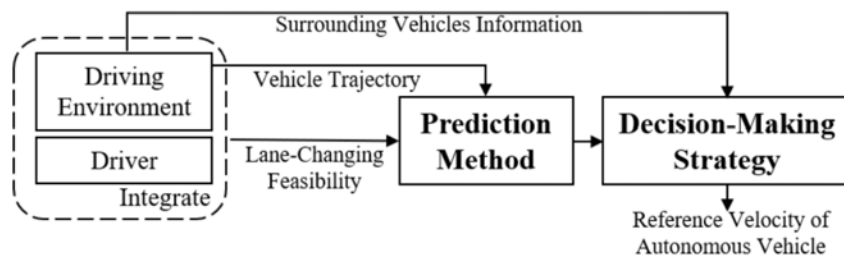 Surrounding Vehicles Information
Driving
Environment
Vehicle Trajectory
Prediction
Method
Decision-Making
Strategy
Driver
Lane-Changing
Feasibility
Integrate
Reference Velocity of
Autonomous Vehicle